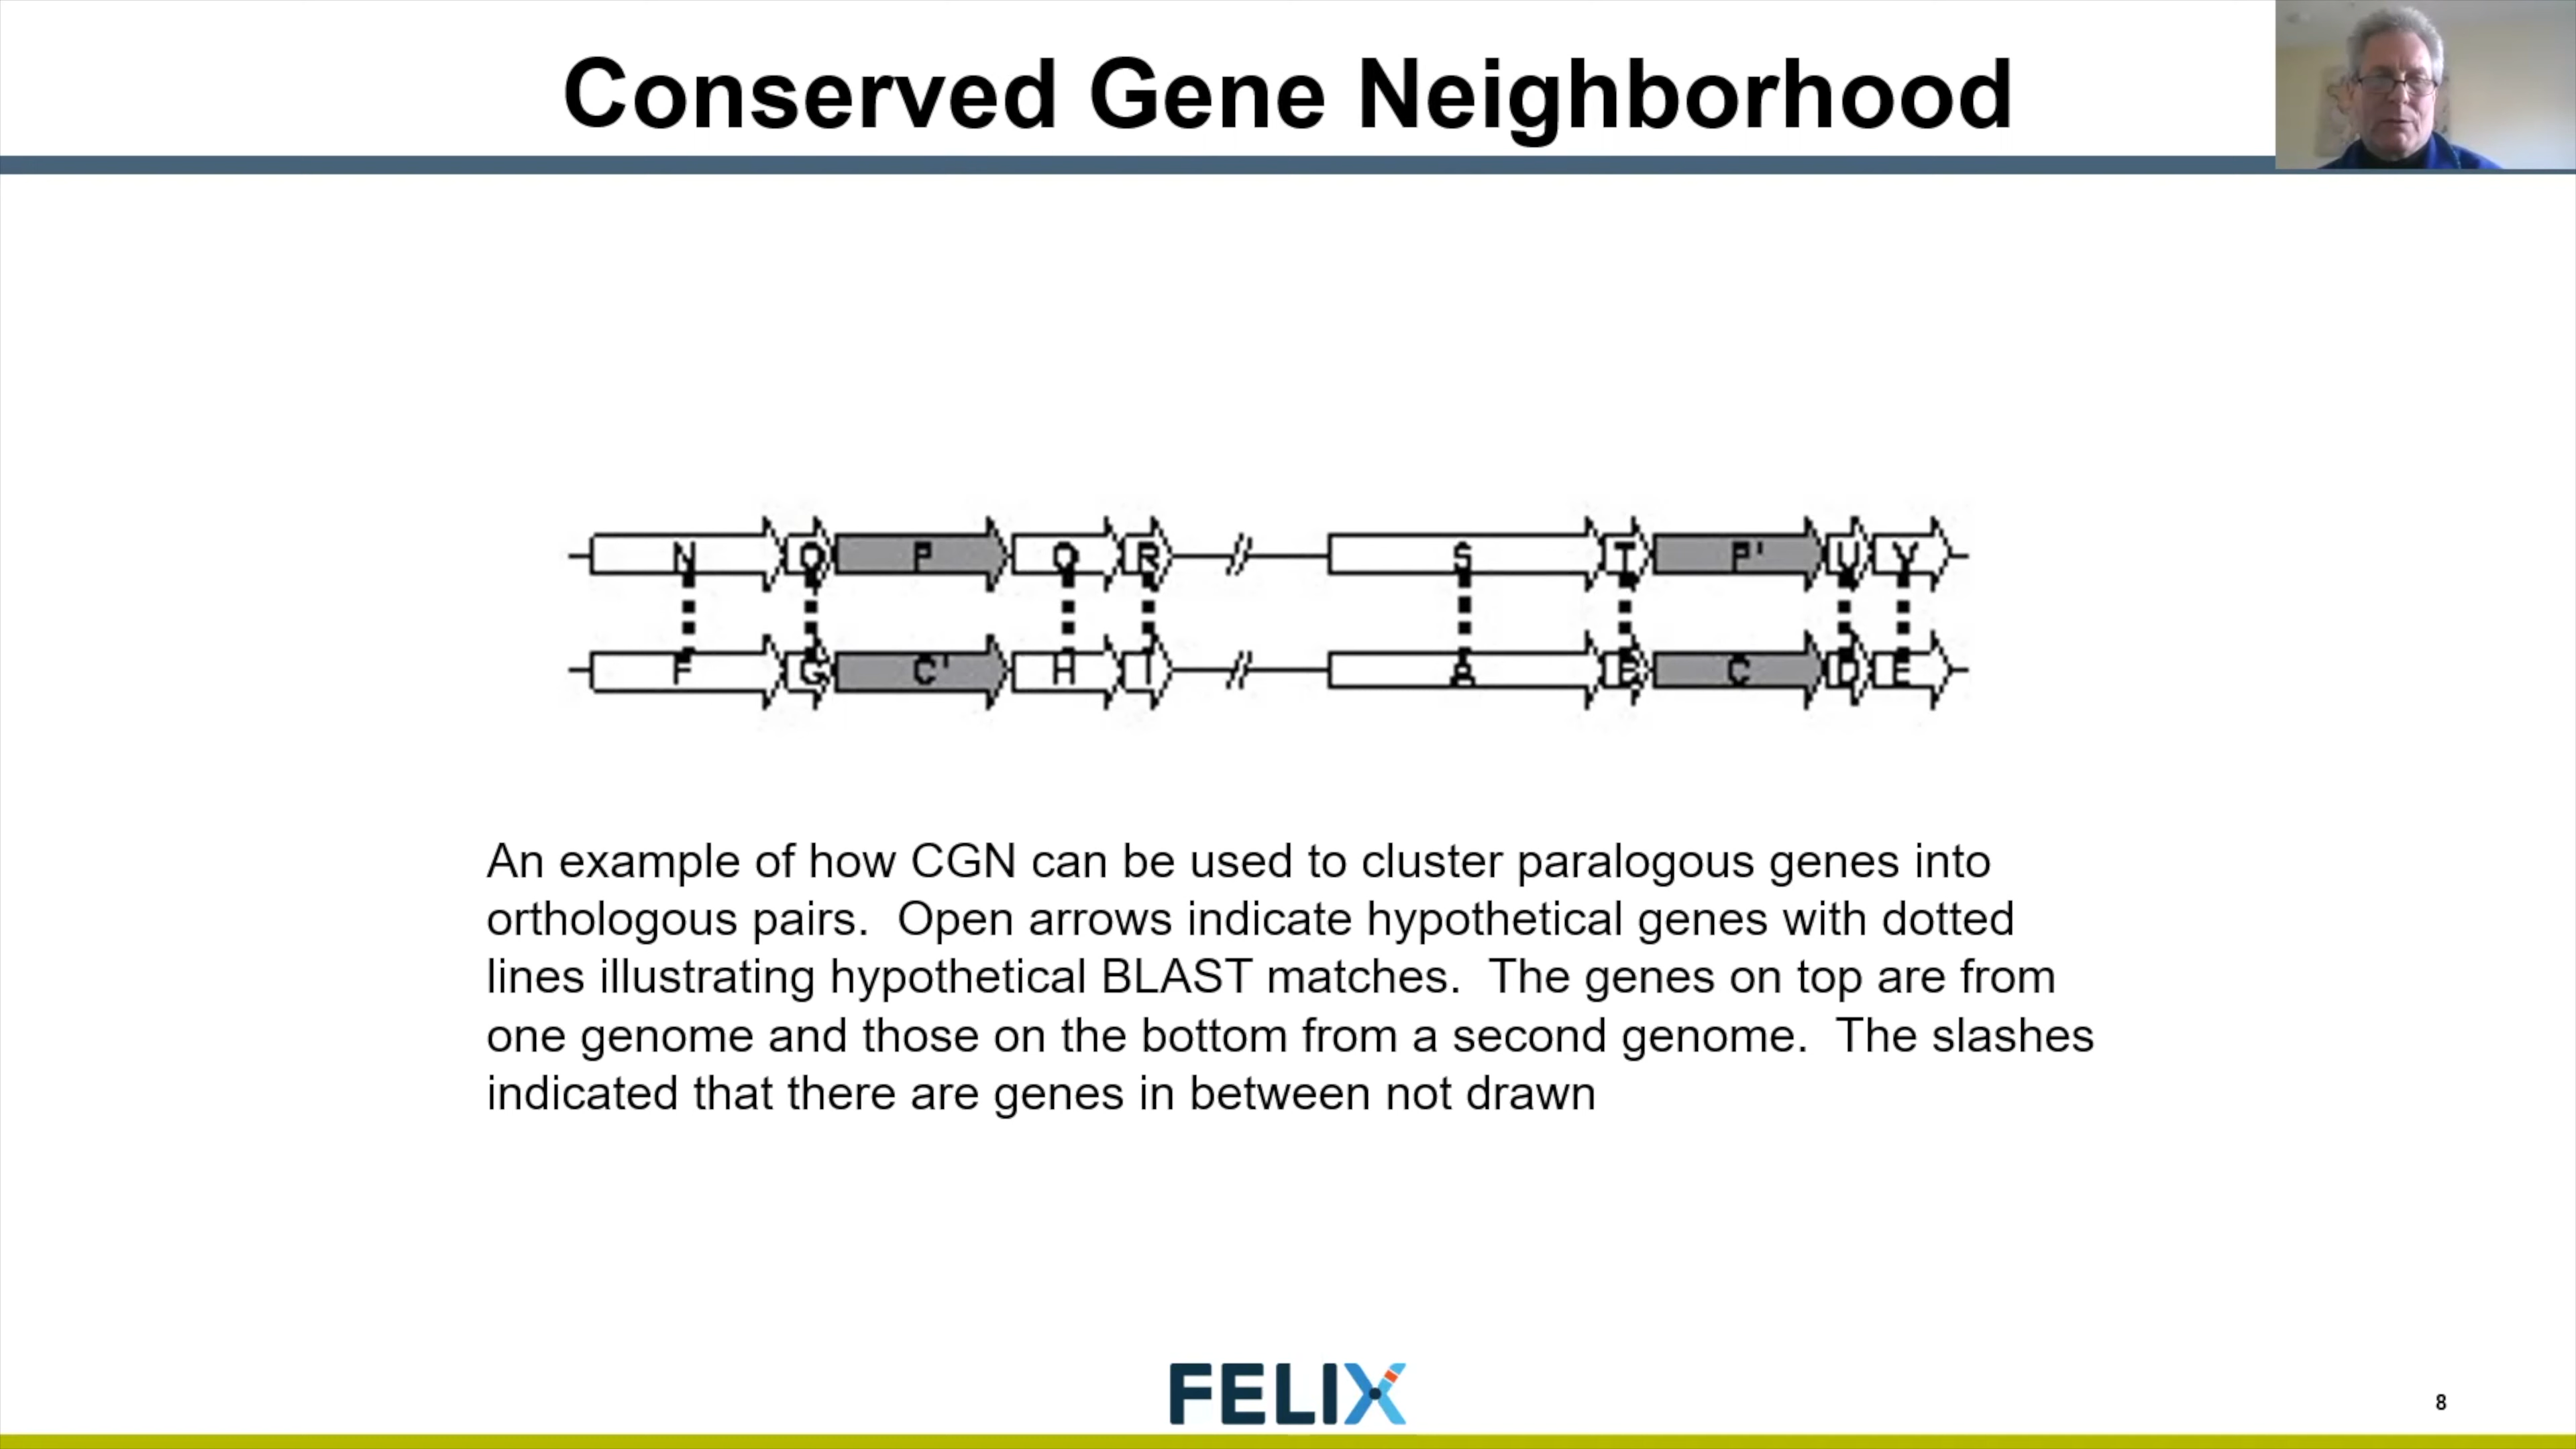 Conserved Gene Neighborhood
N O P Q R S T P' U V
F G C' H I A B C D E
An example of how CGN can be used to cluster paralogous genes into
orthologous pairs.  Open arrows indicate hypothetical genes with dotted
lines illustrating hypothetical BLAST matches.  The genes on top are from
one genome and those on the bottom from a second genome.  The slashes
indicated that there are genes in between not drawn
FELIX
8